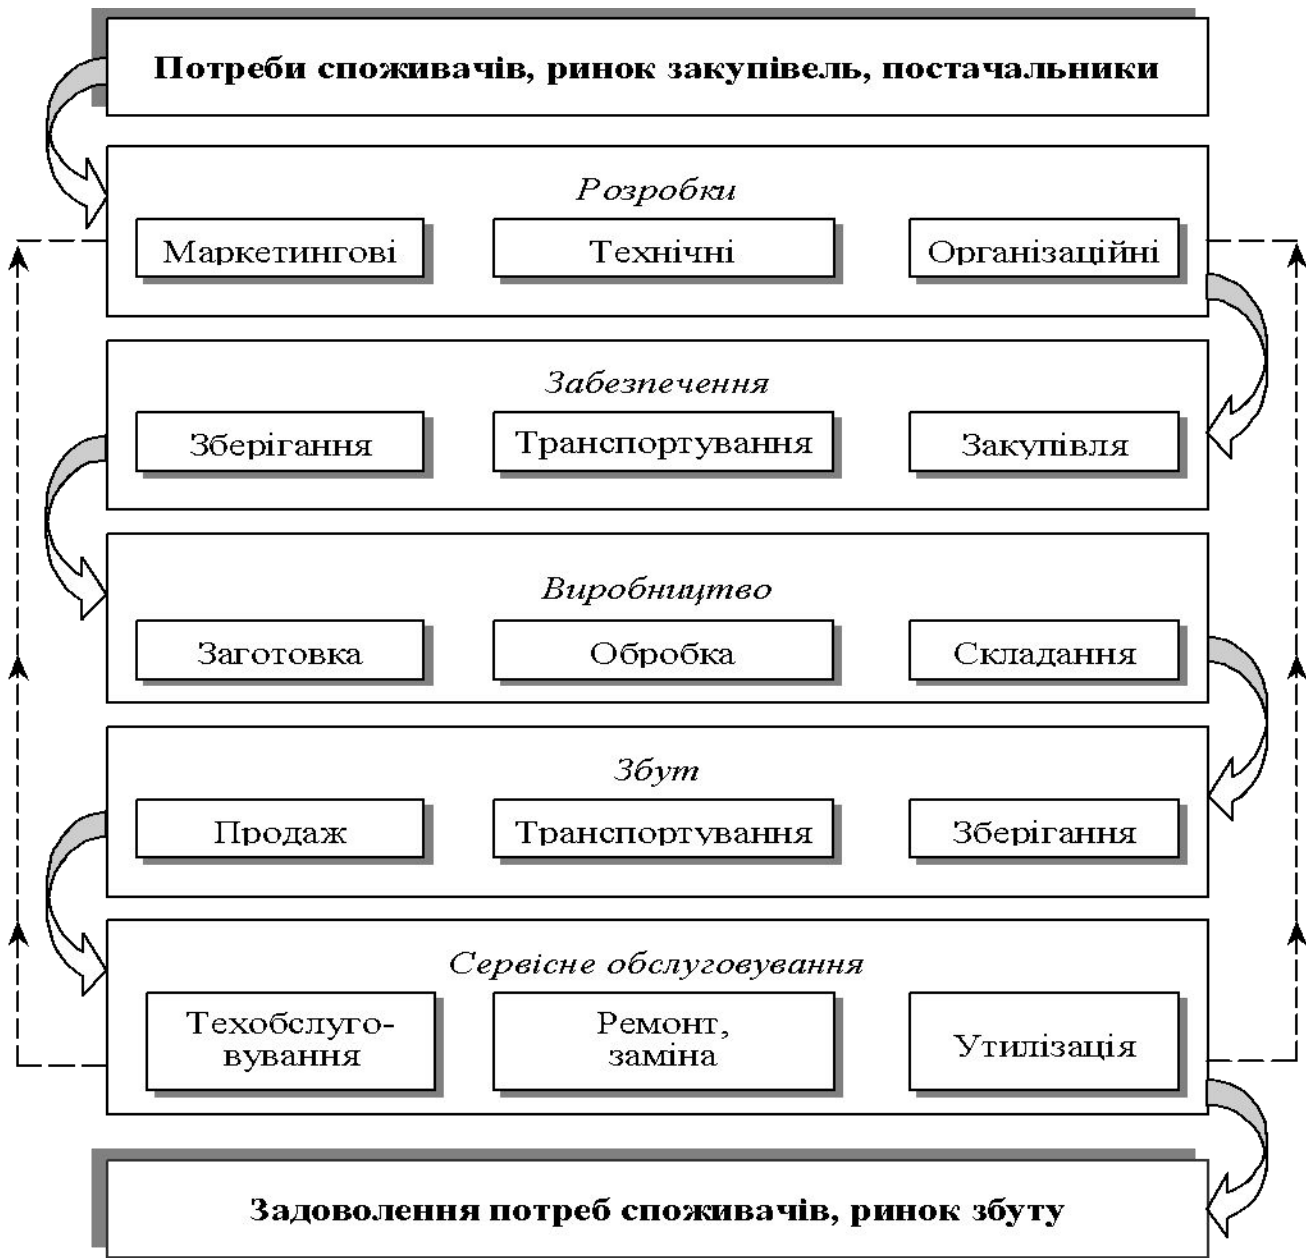 Потреби споживачів, ринок закупівель, постачальники
Розробки
Маркетингові
Технічні
Організаційні
Забезпечення
Зберігання
Транспортування
Закупівля
Виробництво
Заготовка
Обробка
Складання
Збут
Продаж
Транспортування
Зберігання
Сервісне обслуговування
Техобслуго-
вування
Ремонт,
заміна
Утилізація
Задоволення потреб споживачів, ринок збуту